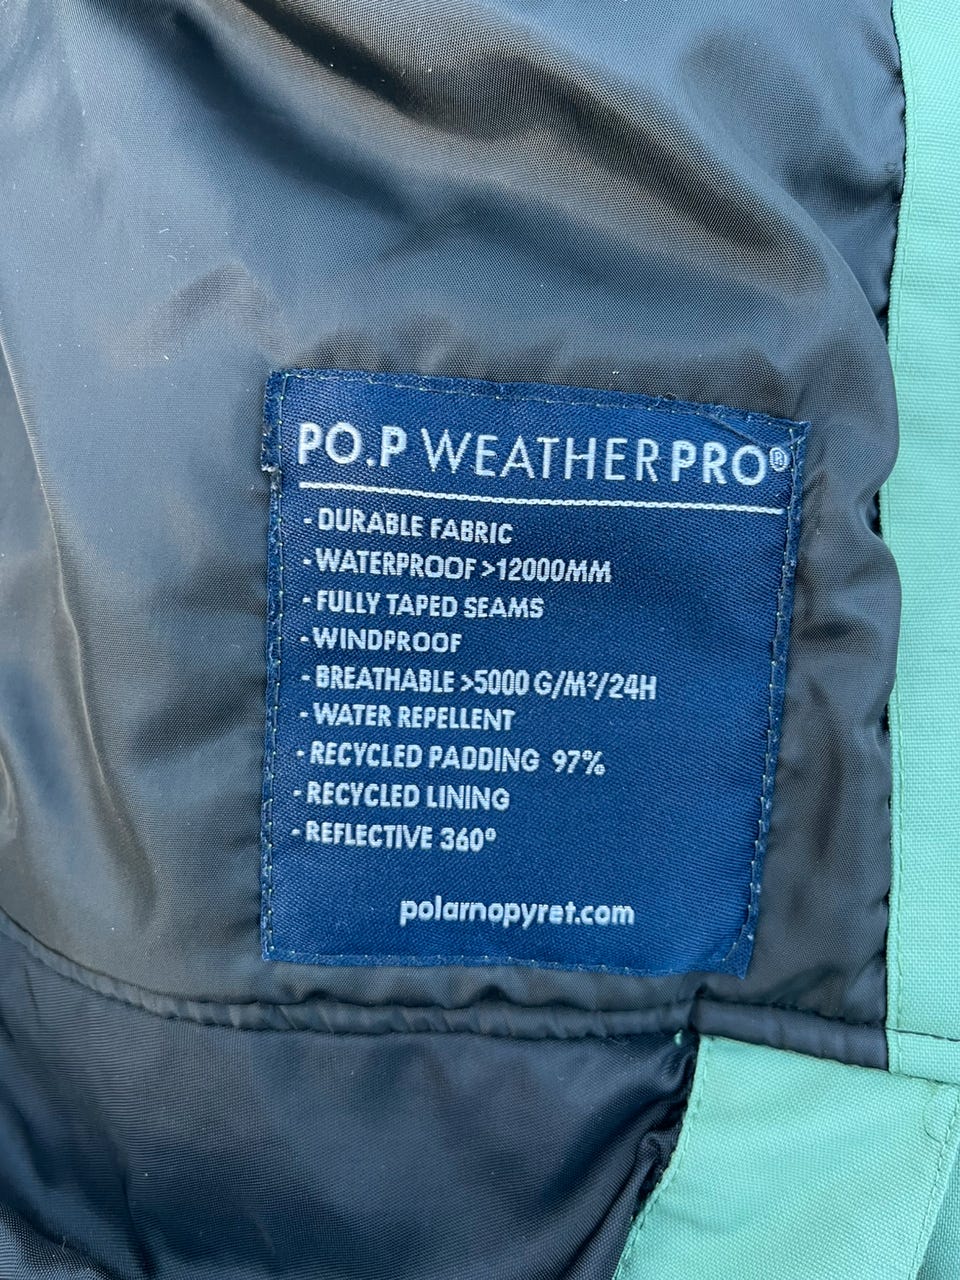 PO.P WEATHERPRO®
- DURABLE FABRIC
- WATERPROOF >12000MM
- FULLY TAPED SEAMS
- WINDPROOF
- BREATHABLE >5000 G/M²/24H
- WATER REPELLENT
- RECYCLED PADDING 97%
- RECYCLED LINING
- REFLECTIVE 360°
polarnopyret.com